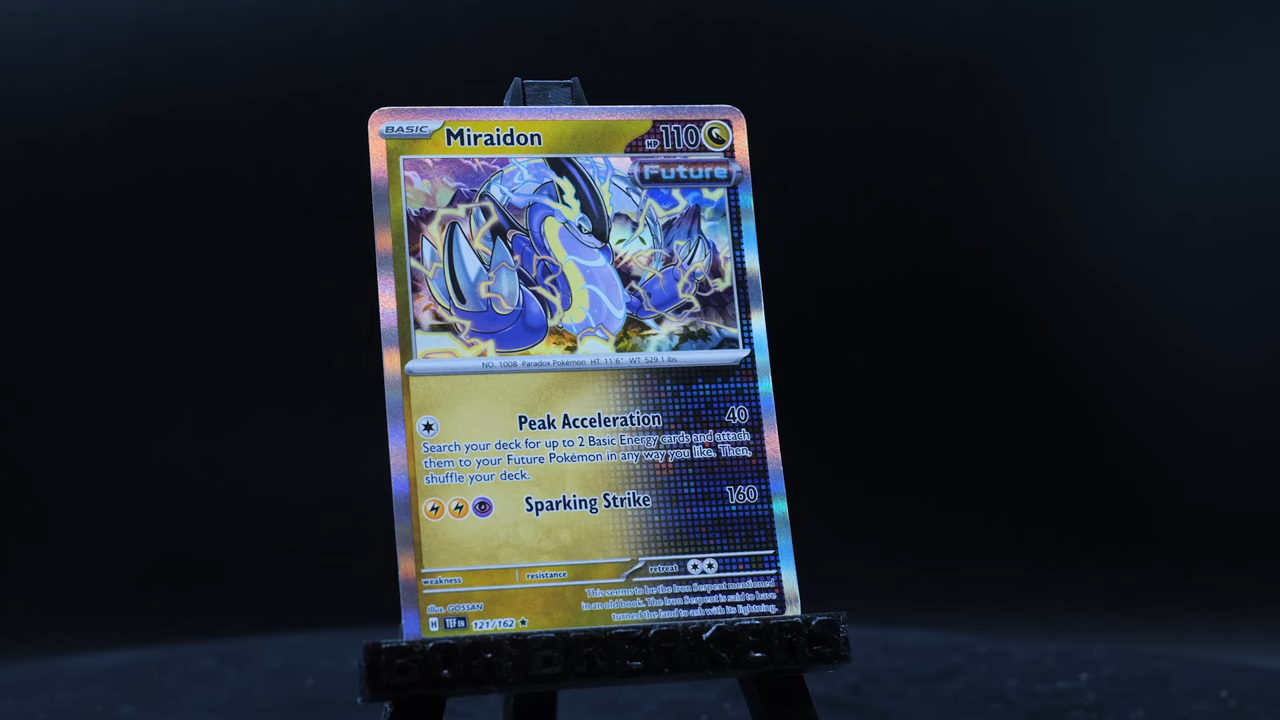 BASIC Miraidon HP 110
Future
NO. 1008 Paradox Pokémon HT: 11'6" WT: 529.1 lbs.
Peak Acceleration 40
Search your deck for up to 2 Basic Energy cards and attach
them to your Future Pokémon in any way you like. Then,
shuffle your deck.
Sparking Strike 160
weakness resistance retreat
This seems to be the Iron Serpent mentioned
in an old book. The Iron Serpent is said to have
turned the land to ash with its lightning.
Illus. GOSSAN
H TEF EN 121/162